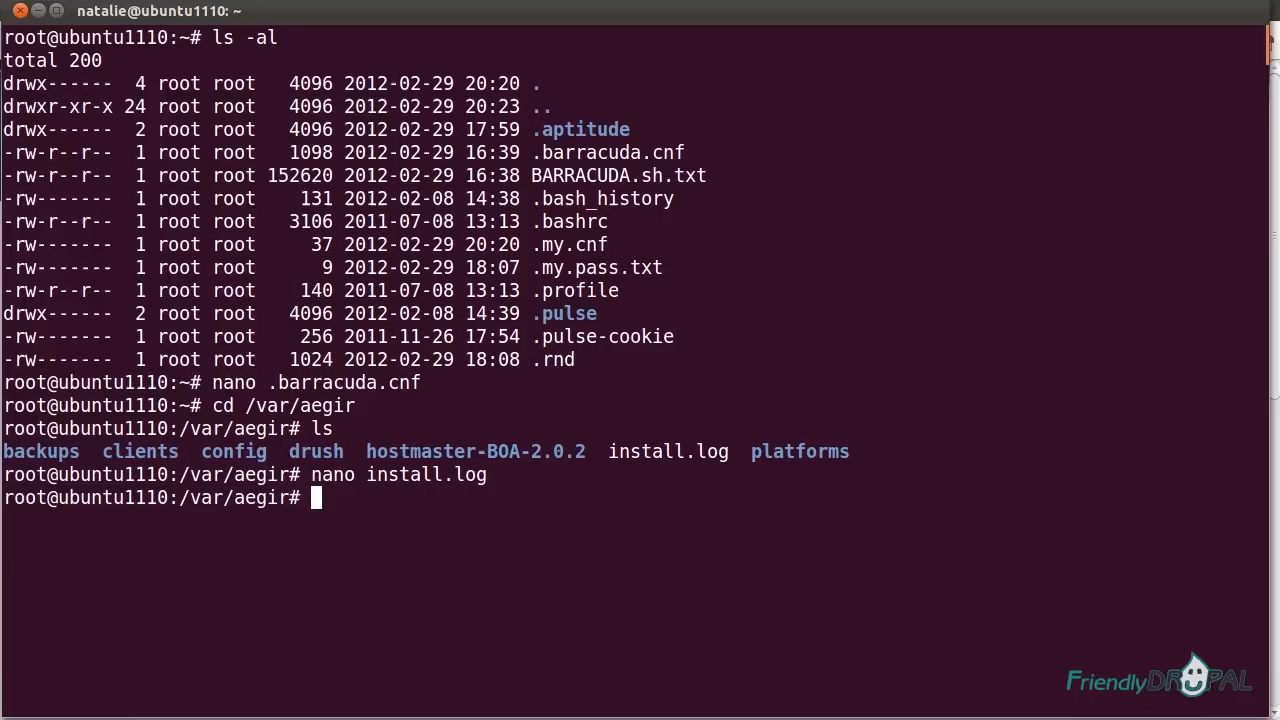 natalie@ubuntu1110: ~
root@ubuntu1110:~# ls -al
total 200
drwx------  4 root root   4096 2012-02-29 20:20 .
drwxr-xr-x 24 root root   4096 2012-02-29 20:23 ..
drwx------  2 root root   4096 2012-02-29 17:59 .aptitude
-rw-r--r--  1 root root   1098 2012-02-29 16:39 .barracuda.cnf
-rw-r--r--  1 root root 152620 2012-02-29 16:38 BARRACUDA.sh.txt
-rw-------  1 root root    131 2012-02-08 14:38 .bash_history
-rw-r--r--  1 root root   3106 2011-07-08 13:13 .bashrc
-rw-------  1 root root     37 2012-02-29 20:20 .my.cnf
-rw-------  1 root root      9 2012-02-29 18:07 .my.pass.txt
-rw-r--r--  1 root root    140 2011-07-08 13:13 .profile
drwx------  2 root root   4096 2012-02-08 14:39 .pulse
-rw-------  1 root root    256 2011-11-26 17:54 .pulse-cookie
-rw-------  1 root root   1024 2012-02-29 18:08 .rnd
root@ubuntu1110:~# nano .barracuda.cnf
root@ubuntu1110:~# cd /var/aegir
root@ubuntu1110:/var/aegir# ls
backups  clients  config  drush  hostmaster-BOA-2.0.2  install.log  platforms
root@ubuntu1110:/var/aegir# nano install.log
root@ubuntu1110:/var/aegir#
FriendlyDRUPAL